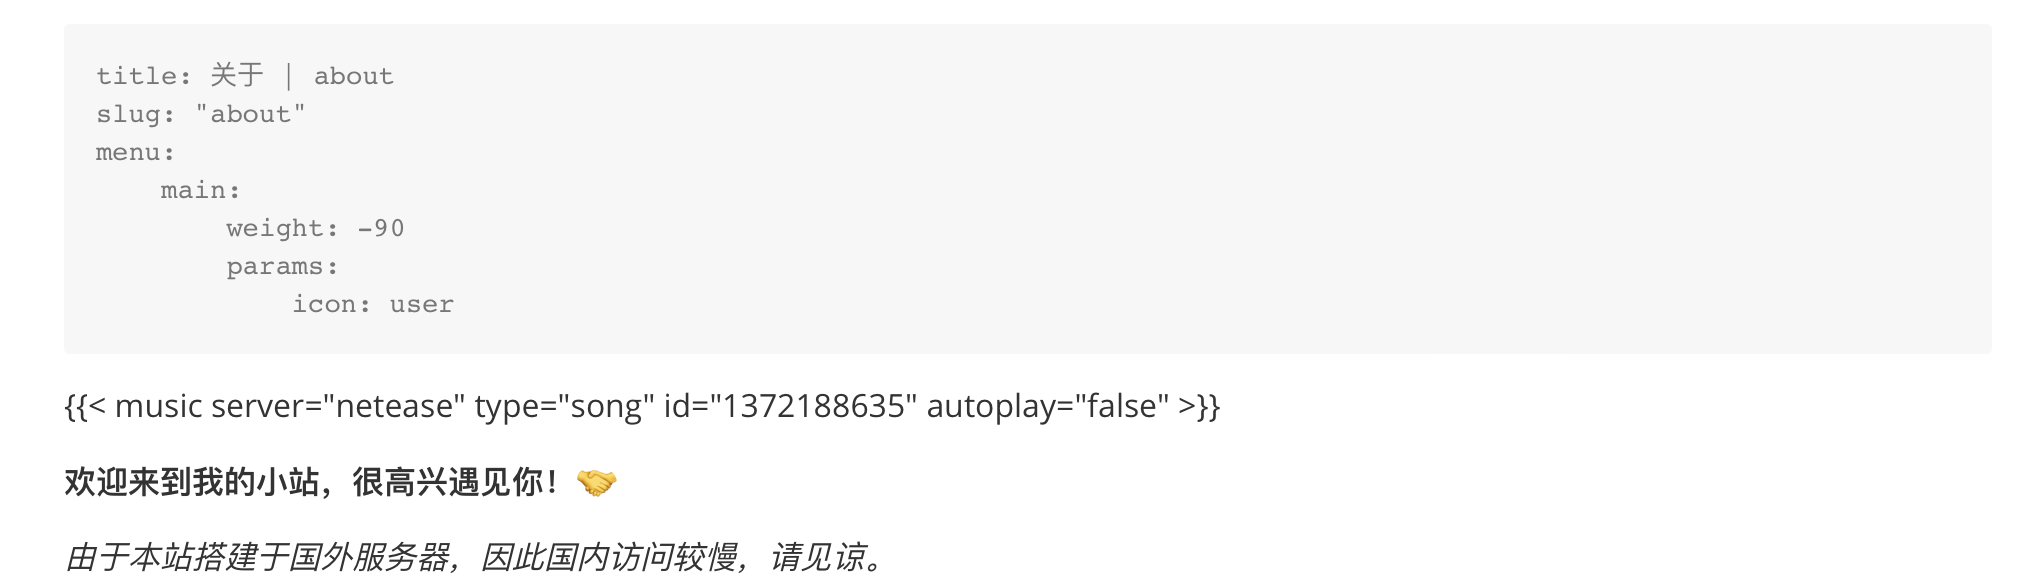 title: 关于 | about
slug: "about"
menu:
    main:
        weight: -90
        params:
            icon: user
{{< music server="netease" type="song" id="1372188635" autoplay="false" >}}
欢迎来到我的小站，很高兴遇见你！🤝
由于本站搭建于国外服务器，因此国内访问较慢，请见谅。